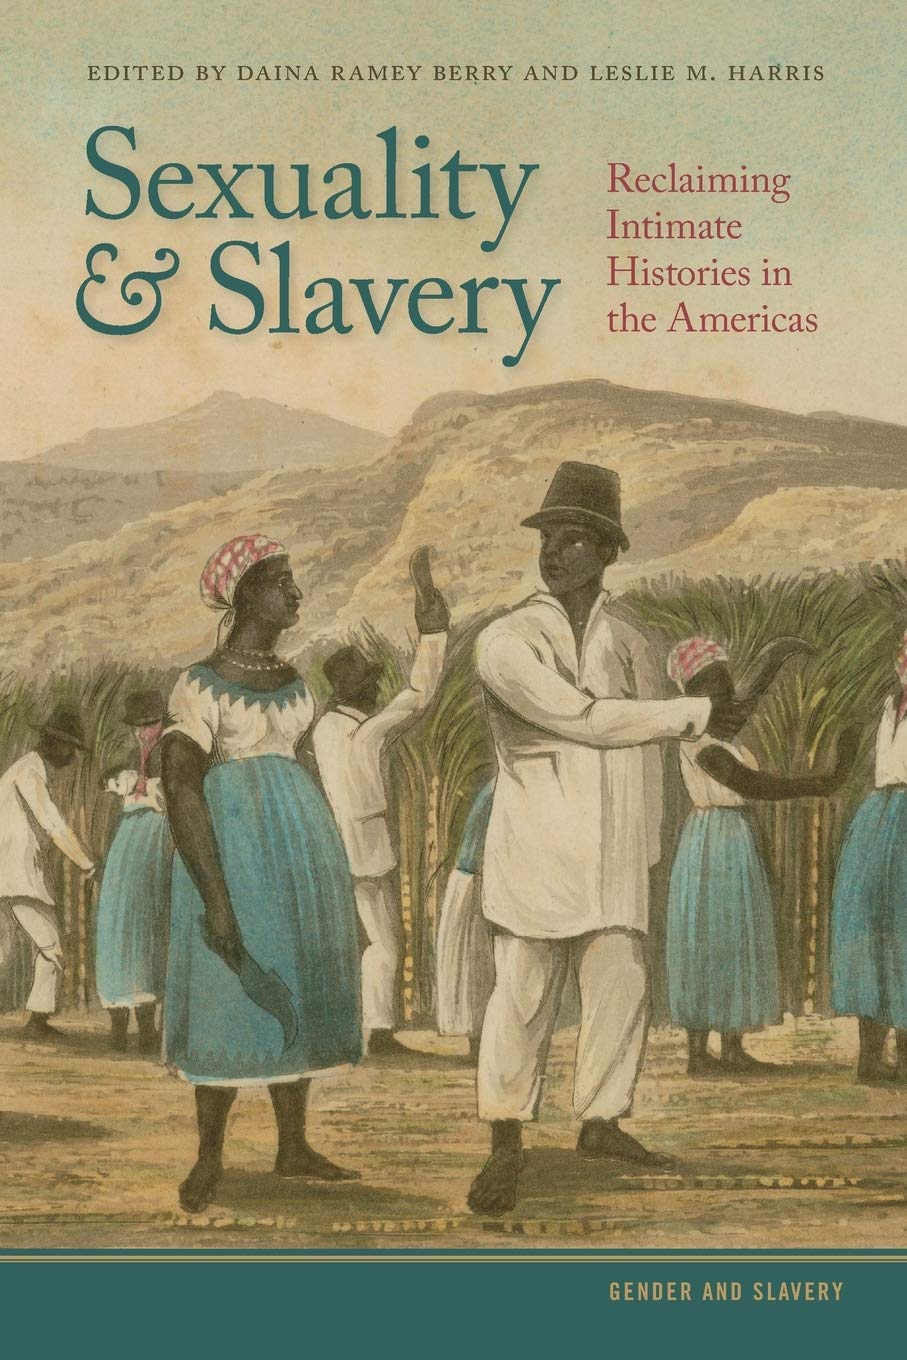 EDITED BY DAINA RAMEY BERRY AND LESLIE M. HARRIS
Sexuality
& Slavery
Reclaiming
Intimate
Histories in
the Americas
GENDER AND SLAVERY